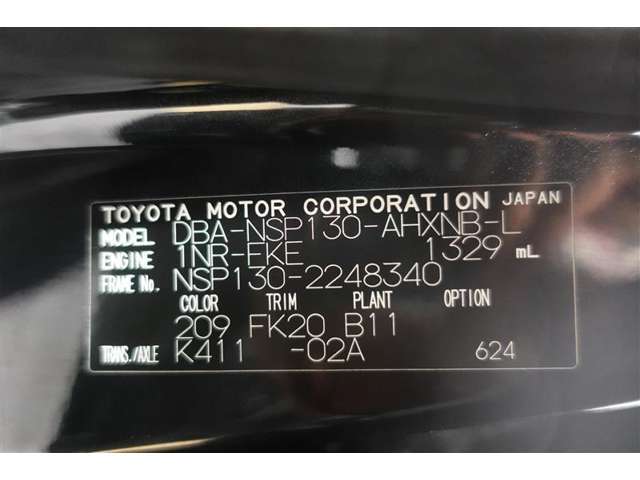 TOYOTA MOTOR CORPORATION JAPAN
MODEL DBA-NSP130-AHXNB-L
ENGINE 1NR-FKE 1329 mL
FRAME No. NSP130-2248340
COLOR TRIM PLANT OPTION
209 FK20 B11
TRANS./AXLE K411 -02A 624